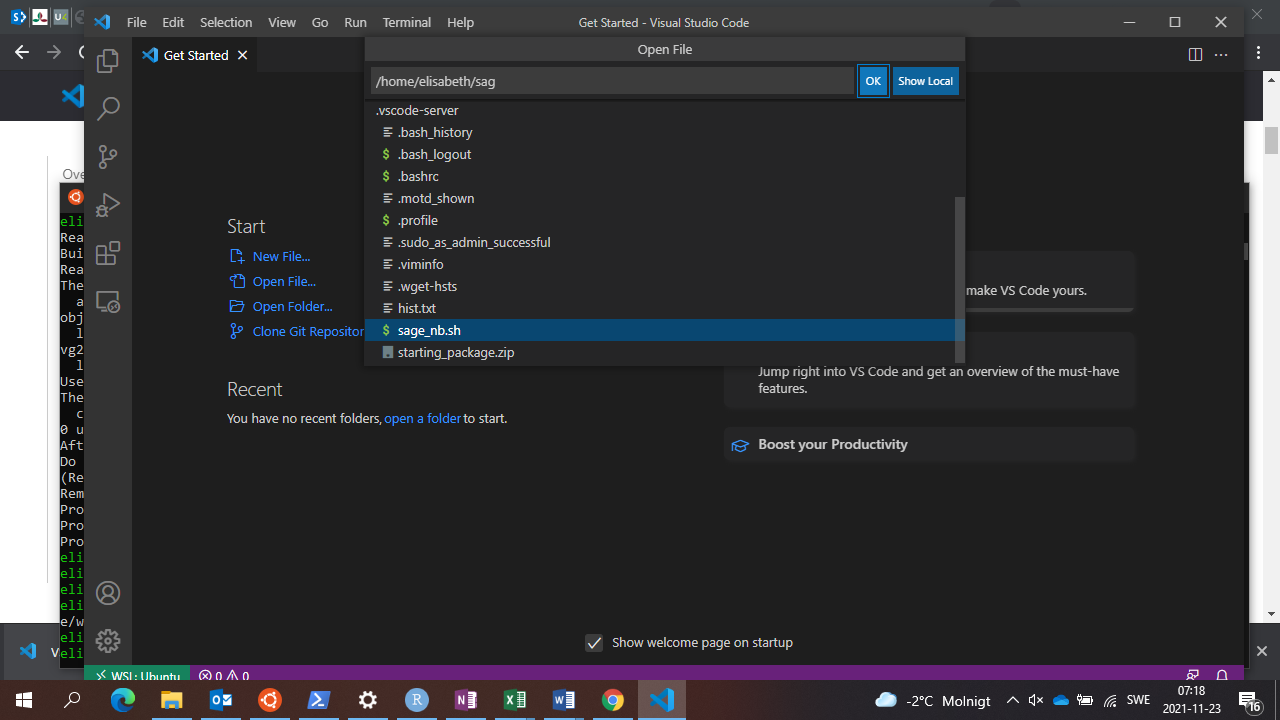 File Edit Selection View Go Run Terminal Help
Get Started - Visual Studio Code
Get Started
Open File
/home/elisabeth/sag
OK
Show Local
.vscode-server
.bash_history
.bash_logout
.bashrc
.motd_shown
.profile
.sudo_as_admin_successful
.viminfo
.wget-hsts
hist.txt
sage_nb.sh
starting_package.zip
Start
New File...
Open File...
Open Folder...
Clone Git Repositor
Recent
You have no recent folders, open a folder to start.
make VS Code yours.
Jump right into VS Code and get an overview of the must-have
features.
Boost your Productivity
Show welcome page on startup
Ove
eli
Rea
Bui
Rea
The
a
obj
l
vg2
l
Use
The
c
0 u
Aft
Do
(Re
Rem
Pro
Pro
Pro
eli
eli
eli
eli
e/w
eli
eli
V
WSL: Ubuntu
0 0
-2°C Molnigt
SWE
07:18
2021-11-23
16